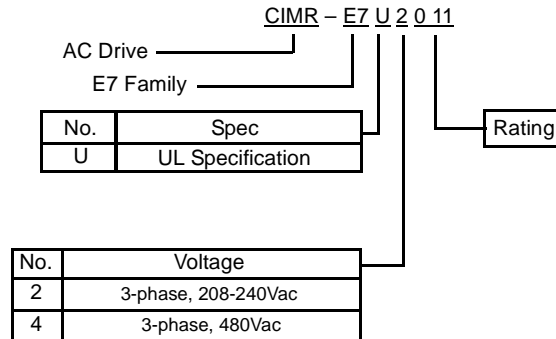 CIMR – E7 U 2 0 11
AC Drive
E7 Family
No. Spec
U UL Specification
Rating
No. Voltage
2 3-phase, 208-240Vac
4 3-phase, 480Vac